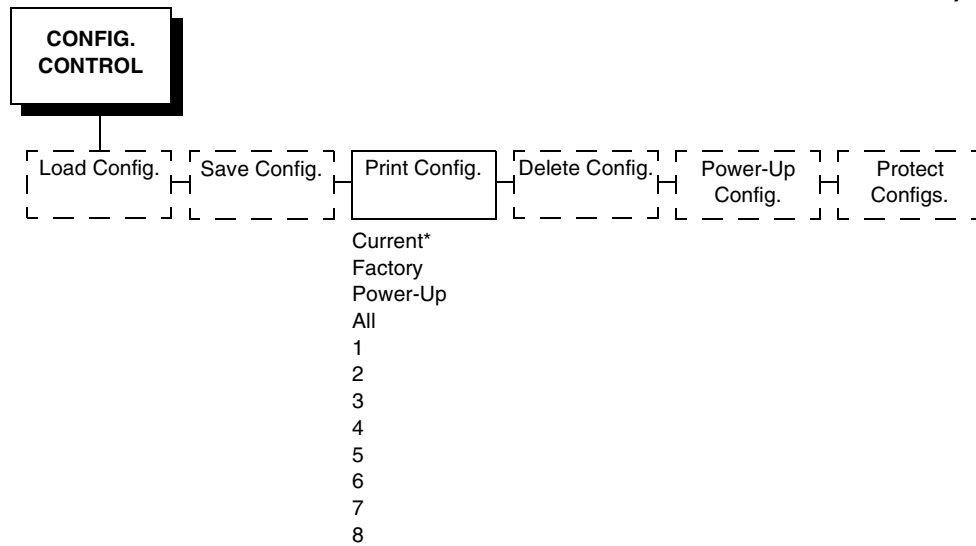 CONFIG.
CONTROL
Load Config.
Save Config.
Print Config.
Delete Config.
Power-Up
Config.
Protect
Configs.
Current*
Factory
Power-Up
All
1
2
3
4
5
6
7
8